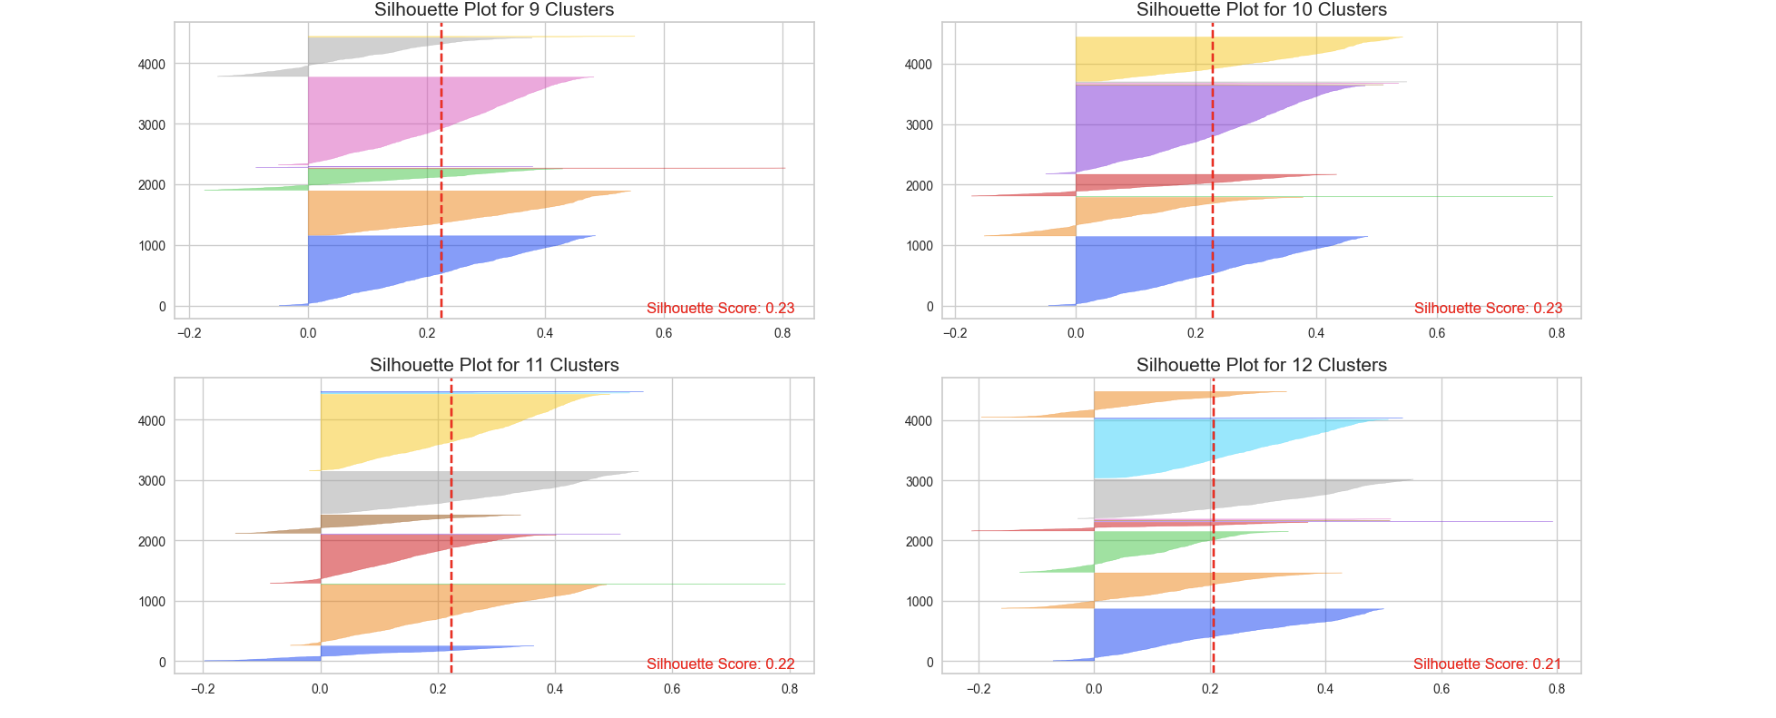 Silhouette Plot for 9 Clusters
4000
3000
2000
1000
0
Silhouette Score: 0.23
−0.2 0.0 0.2 0.4 0.6 0.8
Silhouette Plot for 10 Clusters
4000
3000
2000
1000
0
Silhouette Score: 0.23
−0.2 0.0 0.2 0.4 0.6 0.8
Silhouette Plot for 11 Clusters
4000
3000
2000
1000
0
Silhouette Score: 0.22
−0.2 0.0 0.2 0.4 0.6 0.8
Silhouette Plot for 12 Clusters
4000
3000
2000
1000
0
Silhouette Score: 0.21
−0.2 0.0 0.2 0.4 0.6 0.8